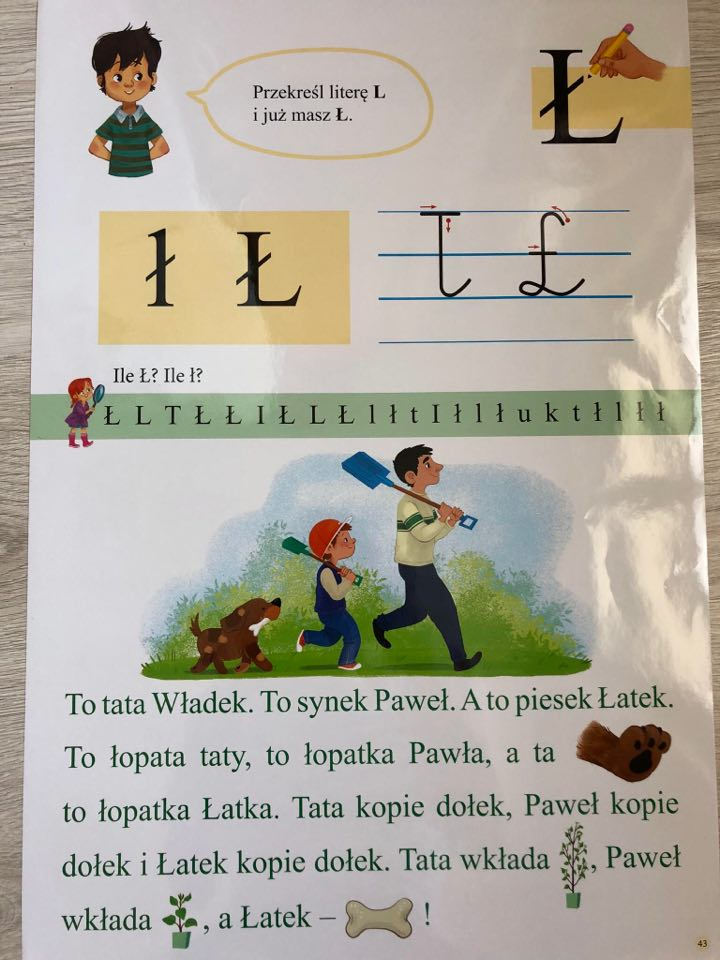 Przekreśl literę L
i już masz Ł.
Ł
ł Ł
ł Ł
Ile Ł? Ile ł?
Ł L T Ł Ł I Ł L Ł l ł t I ł l ł u k t ł l ł ł
To tata Władek. To synek Paweł. A to piesek Łatek.
To łopata taty, to łopatka Pawła, a ta
to łopatka Łatka. Tata kopie dołek, Paweł kopie
dołek i Łatek kopie dołek. Tata wkłada , Paweł
wkłada , a Łatek – !
43